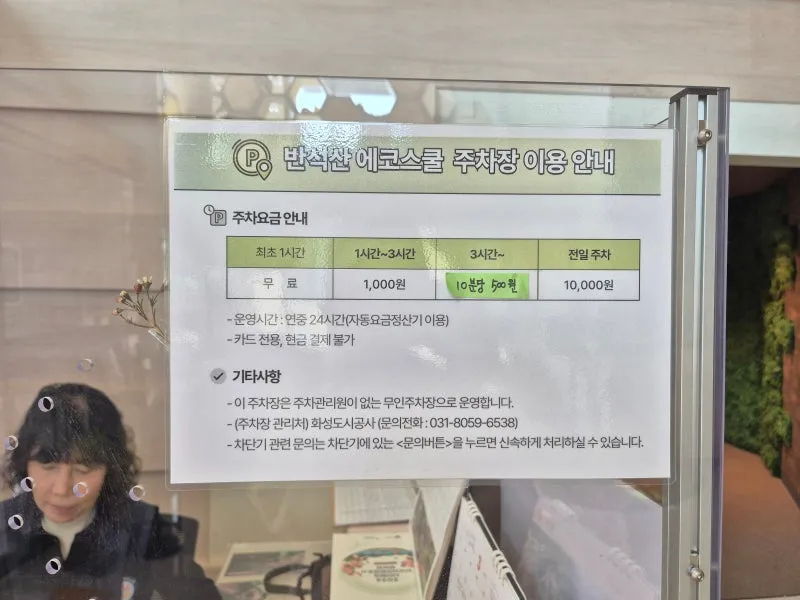 반석산 에코스쿨 주차장 이용 안내
주차요금 안내
최초 1시간 1시간~3시간 3시간~ 전일 주차
무 료 1,000원 10분당 500원 10,000원
- 운영시간 : 연중 24시간(자동요금정산기 이용)
- 카드 전용, 현금 결제 불가
기타사항
- 이 주차장은 주차관리원이 없는 무인주차장으로 운영합니다.
- (주차장 관리처) 화성도시공사 (문의전화 : 031-8059-6538)
- 차단기 관련 문의는 차단기에 있는 <문의버튼>을 누르면 신속하게 처리하실 수 있습니다.